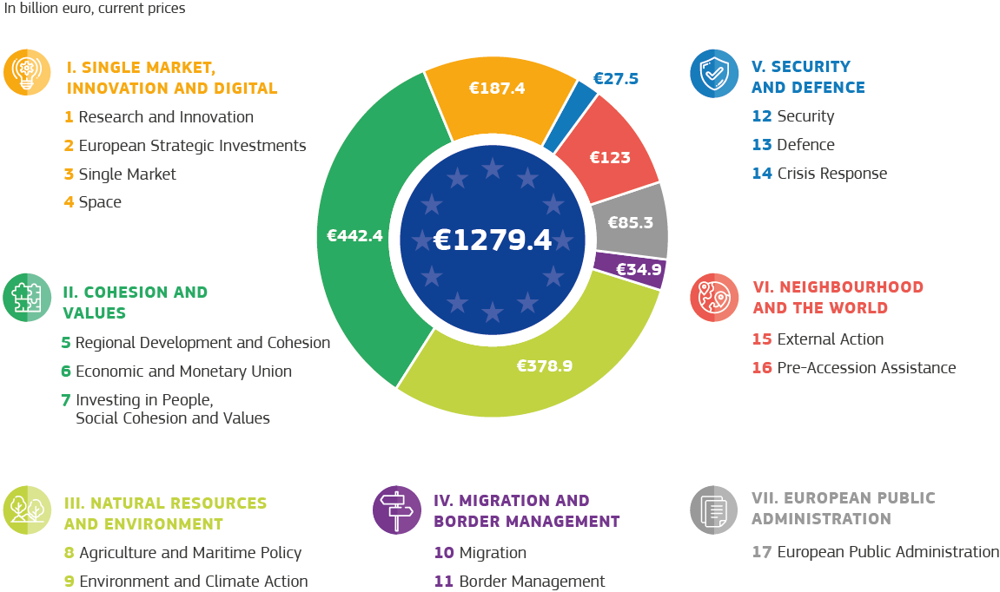 In billion euro, current prices
I. SINGLE MARKET,
INNOVATION AND DIGITAL
1 Research and Innovation
2 European Strategic Investments
3 Single Market
4 Space
II. COHESION AND
VALUES
5 Regional Development and Cohesion
6 Economic and Monetary Union
7 Investing in People,
Social Cohesion and Values
III. NATURAL RESOURCES
AND ENVIRONMENT
8 Agriculture and Maritime Policy
9 Environment and Climate Action
€187.4
€27.5
€123
€85.3
€34.9
€378.9
€442.4
€1279.4
IV. MIGRATION AND
BORDER MANAGEMENT
10 Migration
11 Border Management
V. SECURITY
AND DEFENCE
12 Security
13 Defence
14 Crisis Response
VI. NEIGHBOURHOOD
AND THE WORLD
15 External Action
16 Pre-Accession Assistance
VII. EUROPEAN PUBLIC
ADMINISTRATION
17 European Public Administration